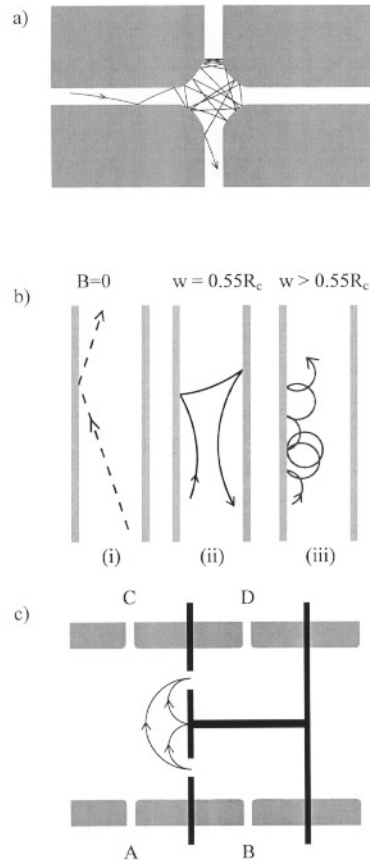 a)
b)
B=0
w = 0.55R_c
w > 0.55R_c
(i)
(ii)
(iii)
c)
C
D
A
B